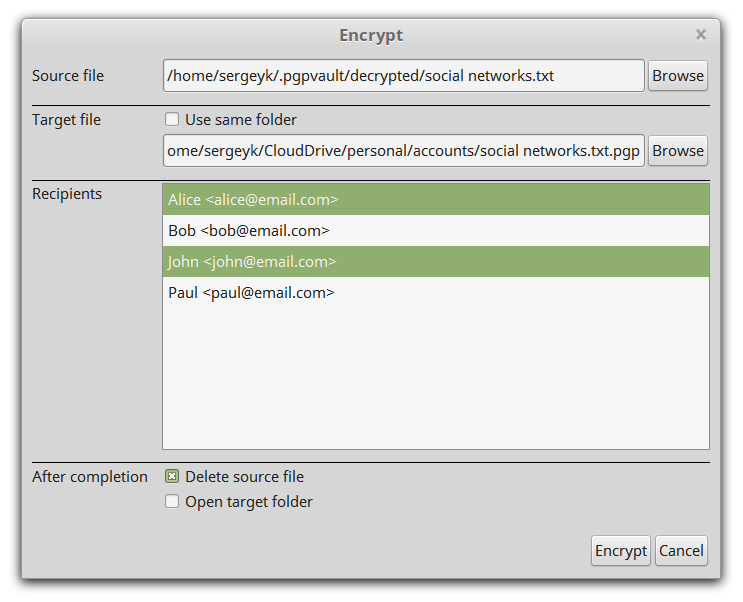 Encrypt
Source file /home/sergeyk/.pgpvault/decrypted/social networks.txt Browse
Target file Use same folder
ome/sergeyk/CloudDrive/personal/accounts/social networks.txt.pgp Browse
Recipients Alice <alice@email.com>
Bob <bob@email.com>
John <john@email.com>
Paul <paul@email.com>
After completion Delete source file
Open target folder
Encrypt Cancel